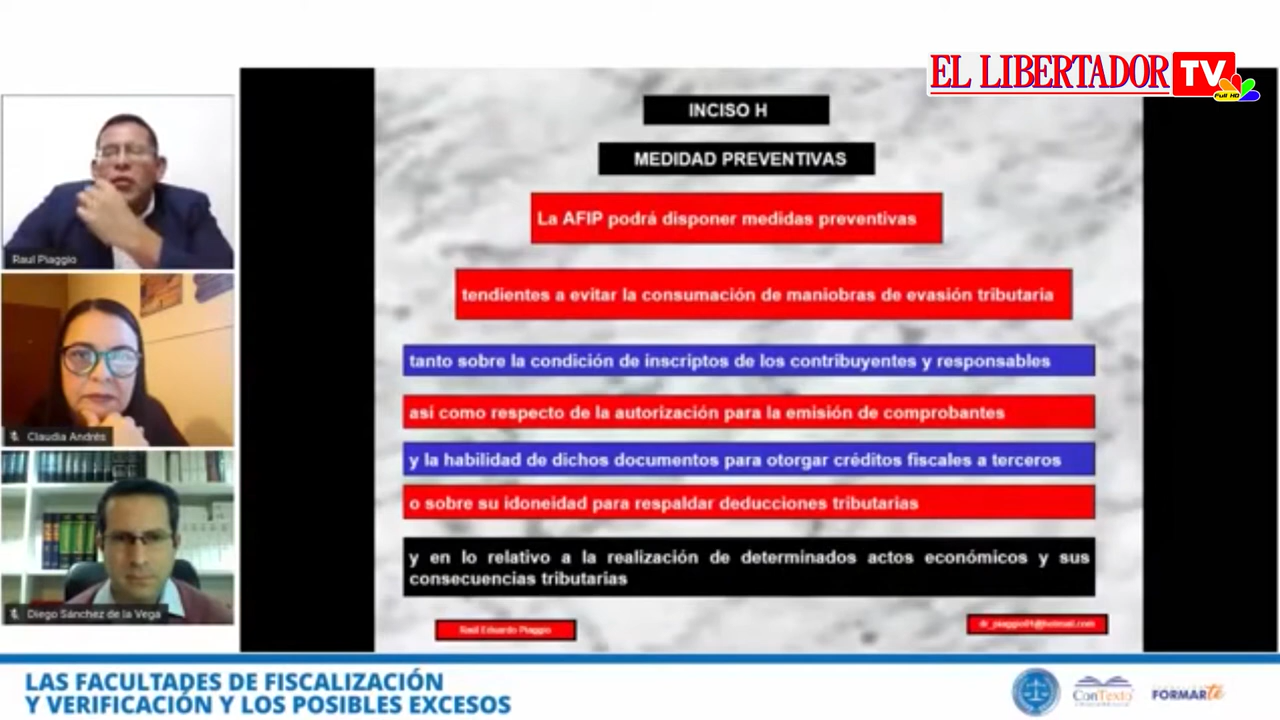 EL LIBERTADOR TV
Full HD
INCISO H
MEDIDAD PREVENTIVAS
La AFIP podrá disponer medidas preventivas
tendientes a evitar la consumación de maniobras de evasión tributaria
tanto sobre la condición de inscriptos de los contribuyentes y responsables
así como respecto de la autorización para la emisión de comprobantes
y la habilidad de dichos documentos para otorgar créditos fiscales a terceros
o sobre su idoneidad para respaldar deducciones tributarias
y en lo relativo a la realización de determinados actos económicos y sus
consecuencias tributarias
Raúl Eduardo Piaggio
Raul Piaggio
Claudia Andrés
Diego Sánchez de la Vega
LAS FACULTADES DE FISCALIZACIÓN
Y VERIFICACIÓN Y LOS POSIBLES EXCESOS
ConTexto
FORMARTE